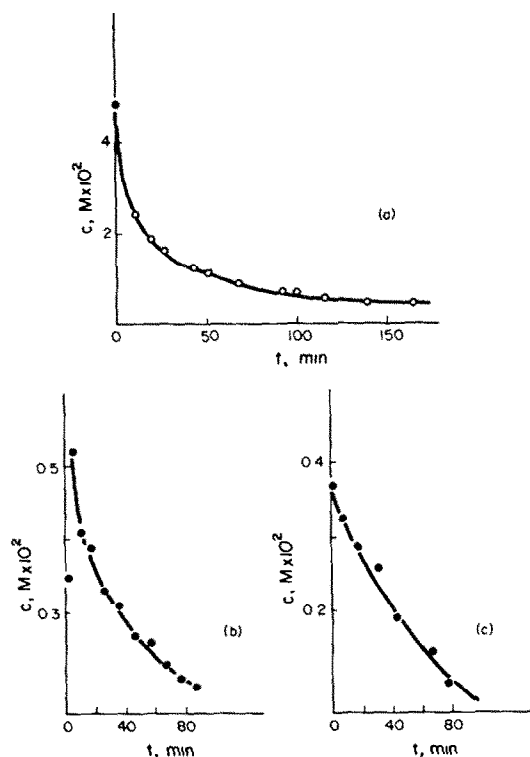 4
2
c, M×10²
(a)
0 50 100 150
t, min
0 5
0 3
c, M×10²
(b)
0 40 80
t, min
0 4
0 2
c, M×10²
(c)
0 40 80
t, min